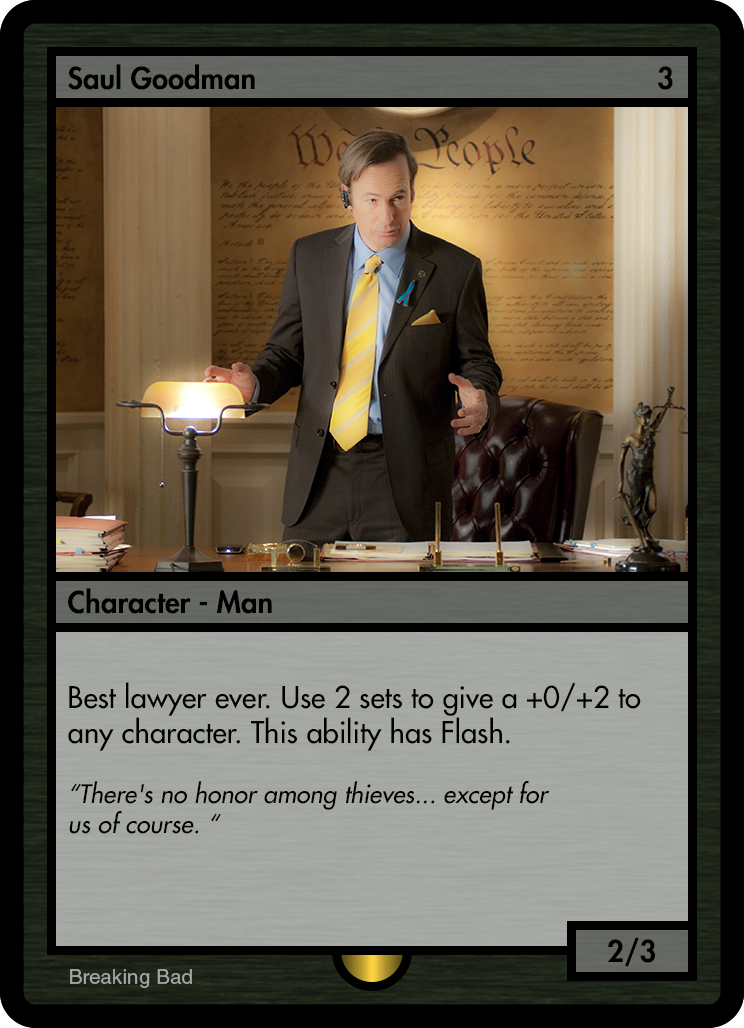 Saul Goodman 3
We the People
Character - Man
Best lawyer ever. Use 2 sets to give a +0/+2 to
any character. This ability has Flash.
“There's no honor among thieves... except for
us of course. “
2/3
Breaking Bad